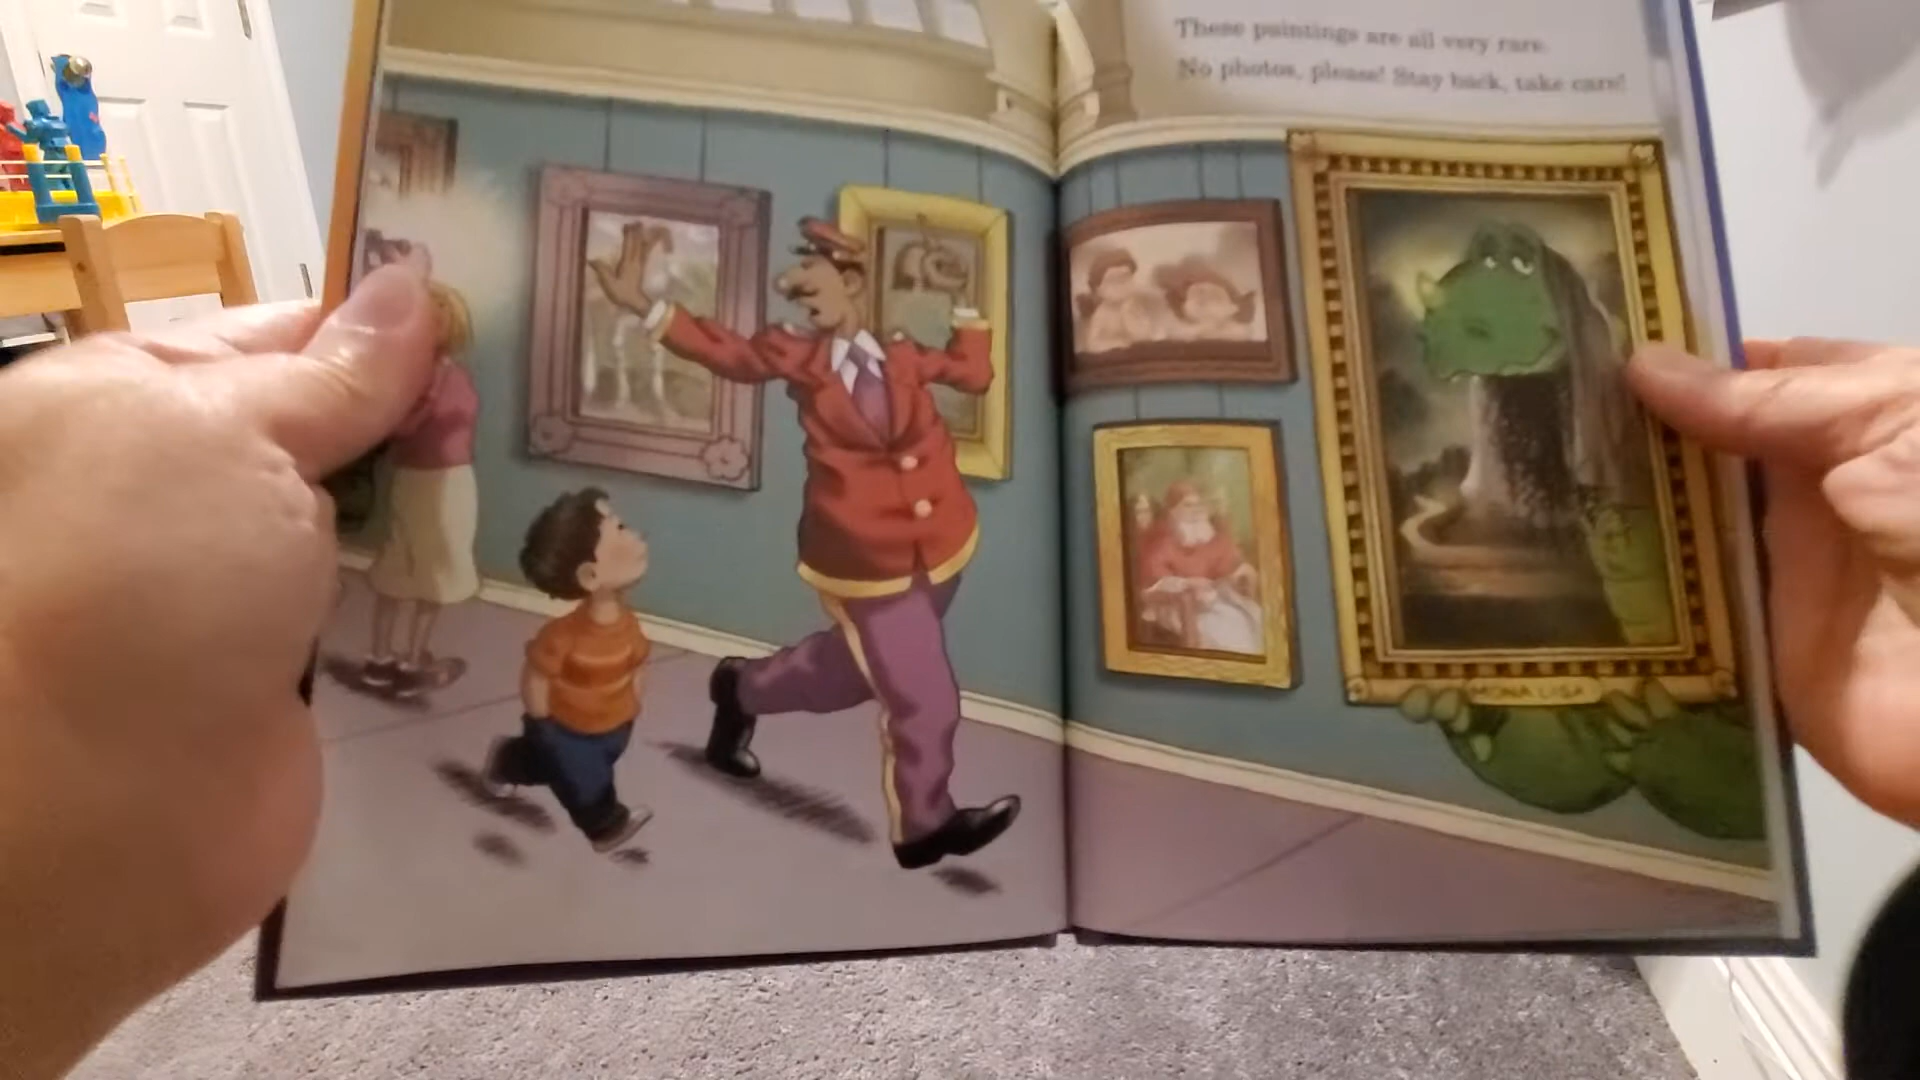 These paintings are all very rare.
No photos, please! Stay back, take care!
MONA LISA